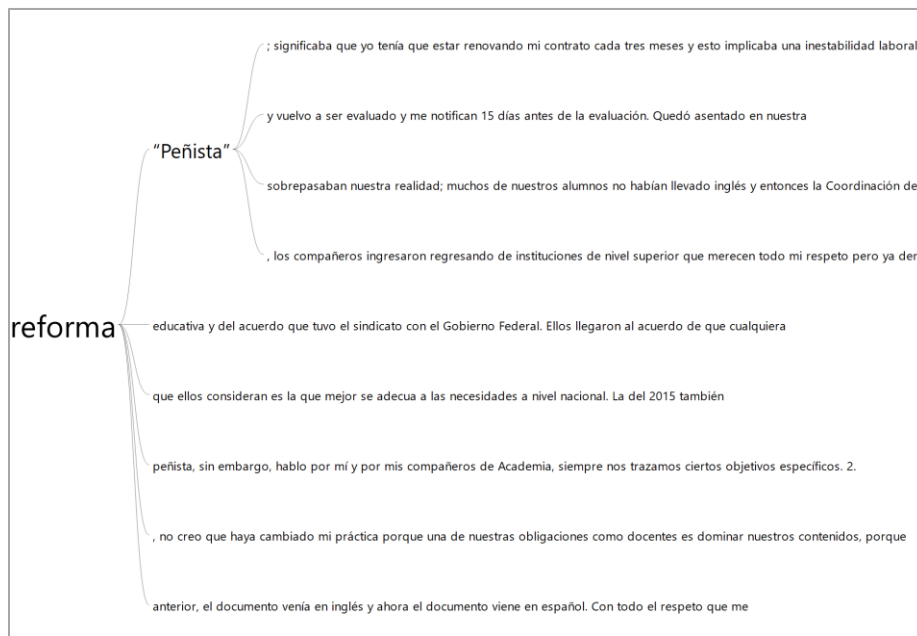 ; significaba que yo tenía que estar renovando mi contrato cada tres meses y esto implicaba una inestabilidad laboral
y vuelvo a ser evaluado y me notifican 15 días antes de la evaluación. Quedó asentado en nuestra
“Peñista”
sobrepasaban nuestra realidad; muchos de nuestros alumnos no habían llevado inglés y entonces la Coordinación de
, los compañeros ingresaron regresando de instituciones de nivel superior que merecen todo mi respeto pero ya
reforma
educativa y del acuerdo que tuvo el sindicato con el Gobierno Federal. Ellos llegaron al acuerdo de que cualquiera
que ellos consideran es la que mejor se adecua a las necesidades a nivel nacional. La del 2015 también
peñista, sin embargo, hablo por mí y por mis compañeros de Academia, siempre nos trazamos ciertos objetivos específicos. 2.
, no creo que haya cambiado mi práctica porque una de nuestras obligaciones como docentes es dominar nuestros contenidos, porque
anterior, el documento venía en inglés y ahora el documento viene en español. Con todo el respeto que me